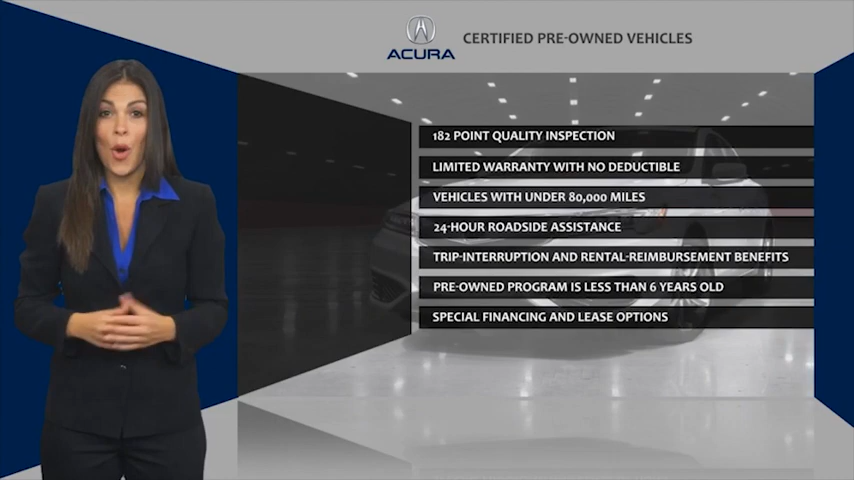 ACURA
CERTIFIED PRE-OWNED VEHICLES
182 POINT QUALITY INSPECTION
LIMITED WARRANTY WITH NO DEDUCTIBLE
VEHICLES WITH UNDER 80,000 MILES
24-HOUR ROADSIDE ASSISTANCE
TRIP-INTERRUPTION AND RENTAL-REIMBURSEMENT BENEFITS
PRE-OWNED PROGRAM IS LESS THAN 6 YEARS OLD
SPECIAL FINANCING AND LEASE OPTIONS